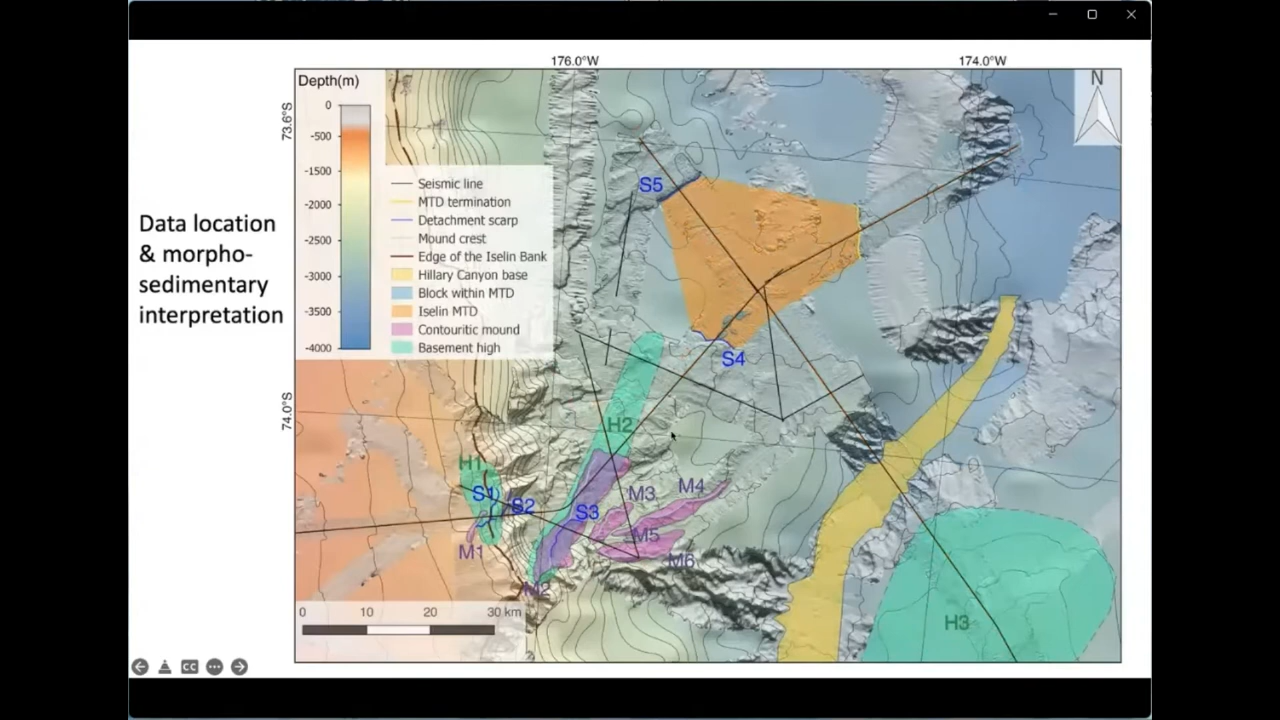 176.0°W
174.0°W
Depth(m)
N
0
73.6°S
-500
-1500
-2000
-2500
-3000
-3500
-4000
Seismic line
MTD termination
Detachment scarp
Mound crest
Edge of the Iselin Bank
Hillary Canyon base
Block within MTD
Iselin MTD
Contouritic mound
Basement high
Data location
& morpho-
sedimentary
interpretation
S5
S4
74.0°S
H2
H1
S1
S2
M3
M4
S3
M5
M1
M6
M2
H3
0 10 20 30 km
CC